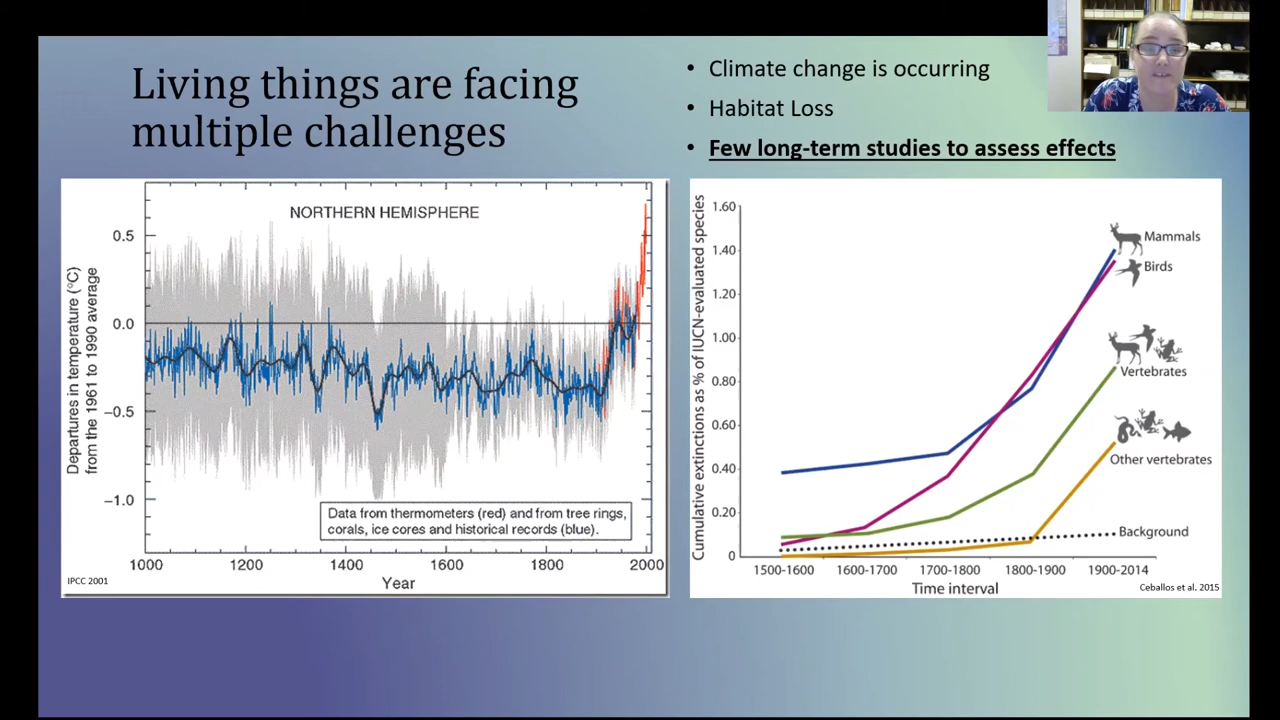 Living things are facing
multiple challenges
• Climate change is occurring
• Habitat Loss
• Few long-term studies to assess effects
NORTHERN HEMISPHERE
Departures in temperature (°C)
from the 1961 to 1990 average
0.5
0.0
−0.5
−1.0
Data from thermometers (red) and from tree rings,
corals, ice cores and historical records (blue).
1000 1200 1400 1600 1800 2000
Year
IPCC 2001
Cumulative extinctions as % of IUCN-evaluated species
1.60
1.40
1.20
1.00
0.80
0.60
0.40
0.20
0
Mammals
Birds
Vertebrates
Other vertebrates
Background
1500-1600 1600-1700 1700-1800 1800-1900 1900-2014
Time interval
Ceballos et al. 2015